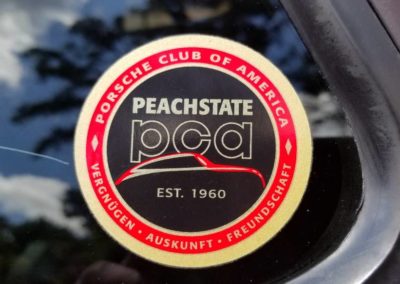 PORSCHE CLUB OF AMERICA
PEACHSTATE
pca
EST. 1960
VERGNÜGEN · AUSKUNFT · FREUNDSCHAFT